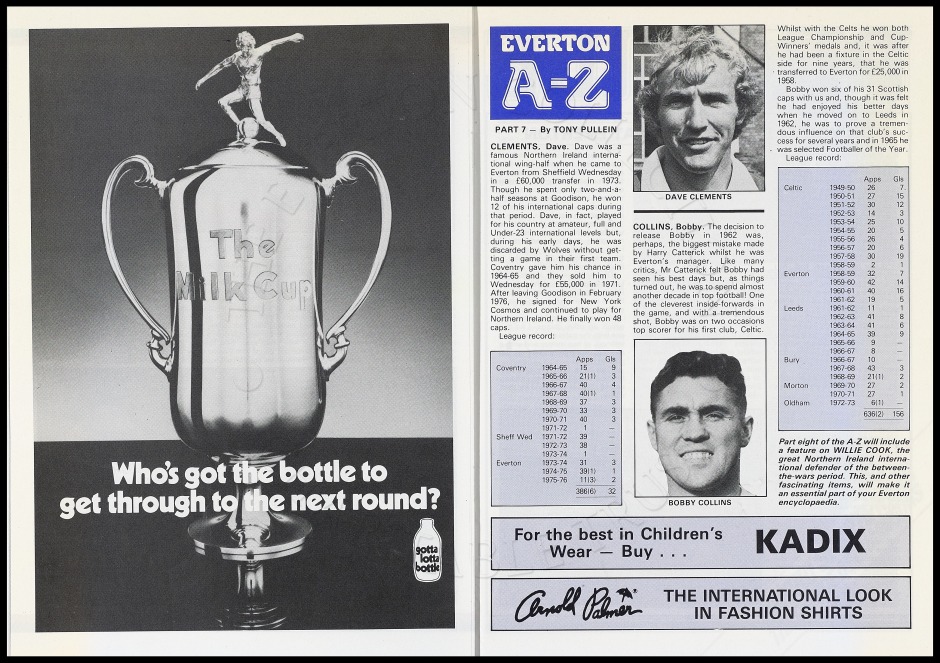 The
Milk Cup
Who's got the bottle to
get through to the next round?
gotta
lotta
bottle
EVERTON
A-Z
PART 7 — By TONY PULLEIN
CLEMENTS, Dave. Dave was a
famous Northern Ireland interna-
tional wing-half when he came to
Everton from Sheffield Wednesday
in a £60,000 transfer in 1973.
Though he spent only two-and-a-
half seasons at Goodison, he won
12 of his international caps during
that period. Dave, in fact, played
for his country at amateur, full and
Under-23 international levels but,
during his early days, he was
discarded by Wolves without get-
ting a game in their first team.
Coventry gave him his chance in
1964-65 and they sold him to
Wednesday for £55,000 in 1971.
After leaving Goodison in February
1976, he signed for New York
Cosmos and continued to play for
Northern Ireland. He finally won 48
caps.
League record:
Apps Gls
Coventry 1964-65 15 9
1965-66 21(1) 3
1966-67 40 4
1967-68 40(1) 1
1968-69 37 3
1969-70 33 3
1970-71 40 3
1971-72 1 —
Sheff Wed 1971-72 39 —
1972-73 38 —
1973-74 1 —
Everton 1973-74 31 3
1974-75 39(1) 1
1975-76 11(3) 2
386(6) 32
DAVE CLEMENTS
COLLINS, Bobby. The decision to
release Bobby in 1962 was,
perhaps, the biggest mistake made
by Harry Catterick whilst he was
Everton's manager. Like many
critics, Mr Catterick felt Bobby had
seen his best days but, as things
turned out, he was to spend almost
another decade in top football! One
of the cleverest inside-forwards in
the game, and with a tremendous
shot, Bobby was on two occasions
top scorer for his first club, Celtic.
BOBBY COLLINS
Whilst with the Celts he won both
League Championship and Cup-
Winners' medals and, it was after
he had been a fixture in the Celtic
side for nine years, that he was
transferred to Everton for £25,000 in
1958.
Bobby won six of his 31 Scottish
caps with us and, though it was felt
he had enjoyed his better days
when he moved on to Leeds in
1962, he was to prove a tremen-
dous influence on that club's suc-
cess for several years and in 1965 he
was selected Footballer of the Year.
League record:
Apps Gls
Celtic 1949-50 26 7
1950-51 27 15
1951-52 30 12
1952-53 14 3
1953-54 25 10
1954-55 20 5
1955-56 26 4
1956-57 20 6
1957-58 30 19
1958-59 2 1
Everton 1958-59 32 7
1959-60 42 14
1960-61 40 16
1961-62 19 5
Leeds 1961-62 11 1
1962-63 41 8
1963-64 41 6
1964-65 39 9
1965-66 9 —
1966-67 8 —
Bury 1966-67 10 —
1967-68 43 3
1968-69 21(1) 2
Morton 1969-70 27 2
1970-71 27 1
Oldham 1972-73 6(1) —
636(2) 156
Part eight of the A-Z will include
a feature on WILLIE COOK, the
great Northern Ireland interna-
tional defender of the between-
the-wars period. This, and other
fascinating items, will make it
an essential part of your Everton
encyclopaedia.
For the best in Children's
Wear — Buy . . .
KADIX
Arnold Palmer
THE INTERNATIONAL LOOK
IN FASHION SHIRTS